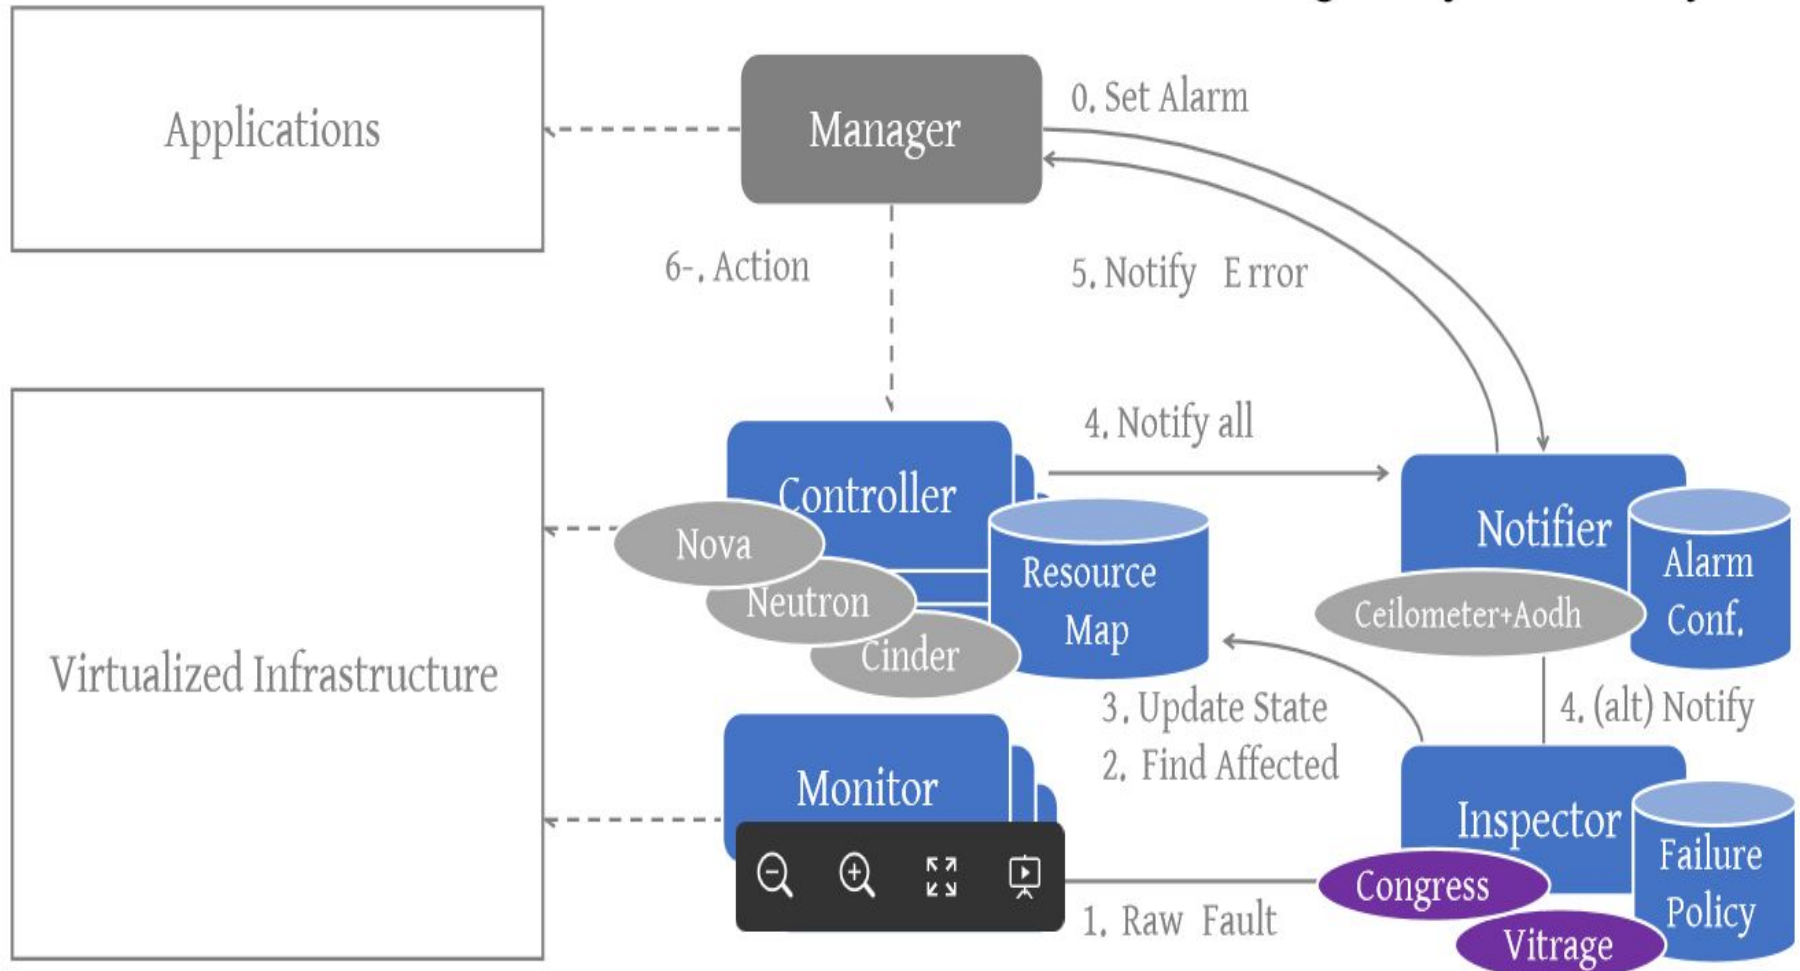 Applications
Manager
0. Set Alarm
6-. Action
5. Notify Error
4. Notify all
Controller
Nova
Neutron
Cinder
Resource
Map
Notifier
Alarm
Conf.
Ceilometer+Aodh
Virtualized Infrastructure
3. Update State
2. Find Affected
4. (alt) Notify
Monitor
Inspector
Failure
Policy
Congress
Vitrage
1. Raw Fault